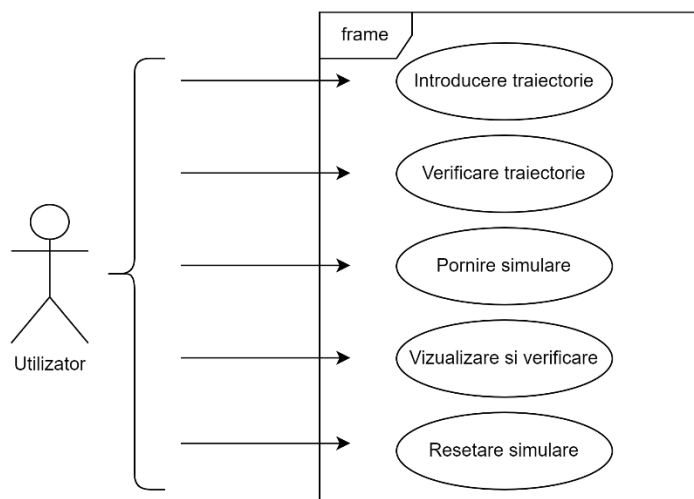 frame
Introducere traiectorie
Verificare traiectorie
Pornire simulare
Utilizator
Vizualizare si verificare
Resetare simulare